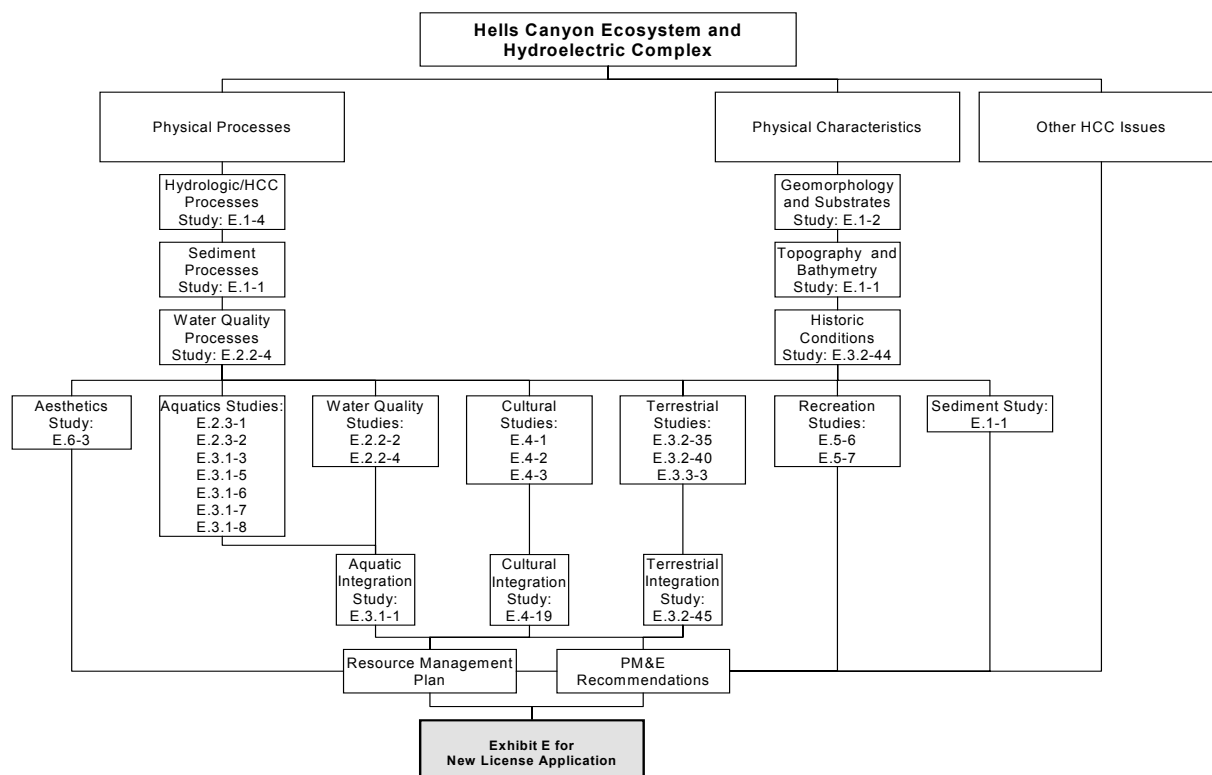 Hells Canyon Ecosystem and
Hydroelectric Complex
Physical Processes
Physical Characteristics
Other HCC Issues
Hydrologic/HCC
Processes
Study: E.1-4
Geomorphology
and Substrates
Study: E.1-2
Sediment
Processes
Study: E.1-1
Topography and
Bathymetry
Study: E.1-1
Water Quality
Processes
Study: E.2.2-4
Historic
Conditions
Study: E.3.2-44
Aesthetics
Study:
E.6-3
Aquatics Studies:
E.2.3-1
E.2.3-2
E.3.1-3
E.3.1-5
E.3.1-6
E.3.1-7
E.3.1-8
Water Quality
Studies:
E.2.2-2
E.2.2-4
Cultural
Studies:
E.4-1
E.4-2
E.4-3
Terrestrial
Studies:
E.3.2-35
E.3.2-40
E.3.3-3
Recreation
Studies:
E.5-6
E.5-7
Sediment Study:
E.1-1
Aquatic
Integration
Study:
E.3.1-1
Cultural
Integration
Study:
E.4-19
Terrestrial
Integration
Study:
E.3.2-45
Resource Management
Plan
PM&E
Recommendations
Exhibit E for
New License Application